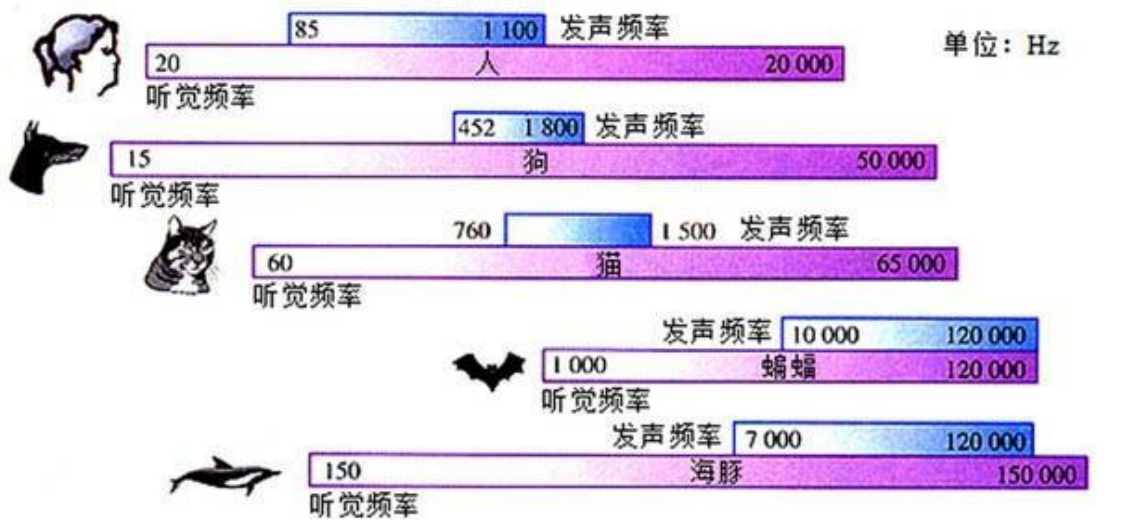 85 1 100 发声频率
单位: Hz
20 人 20 000
听觉频率
452 1 800 发声频率
15 狗 50 000
听觉频率
760 1 500 发声频率
60 猫 65 000
听觉频率
发声频率 10 000 120 000
1 000 蝙蝠 120 000
听觉频率
发声频率 7 000 120 000
150 海豚 150 000
听觉频率